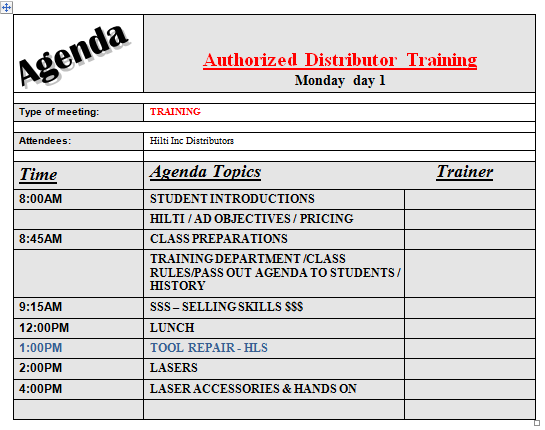 Agenda
Authorized Distributor Training
Monday day 1
Type of meeting: TRAINING
Attendees: Hilti Inc Distributors
Time Agenda Topics Trainer
8:00AM STUDENT INTRODUCTIONS
HILTI / AD OBJECTIVES / PRICING
8:45AM CLASS PREPARATIONS
TRAINING DEPARTMENT /CLASS
RULES/PASS OUT AGENDA TO STUDENTS /
HISTORY
9:15AM SSS – SELLING SKILLS $$$
12:00PM LUNCH
1:00PM TOOL REPAIR - HLS
2:00PM LASERS
4:00PM LASER ACCESSORIES & HANDS ON